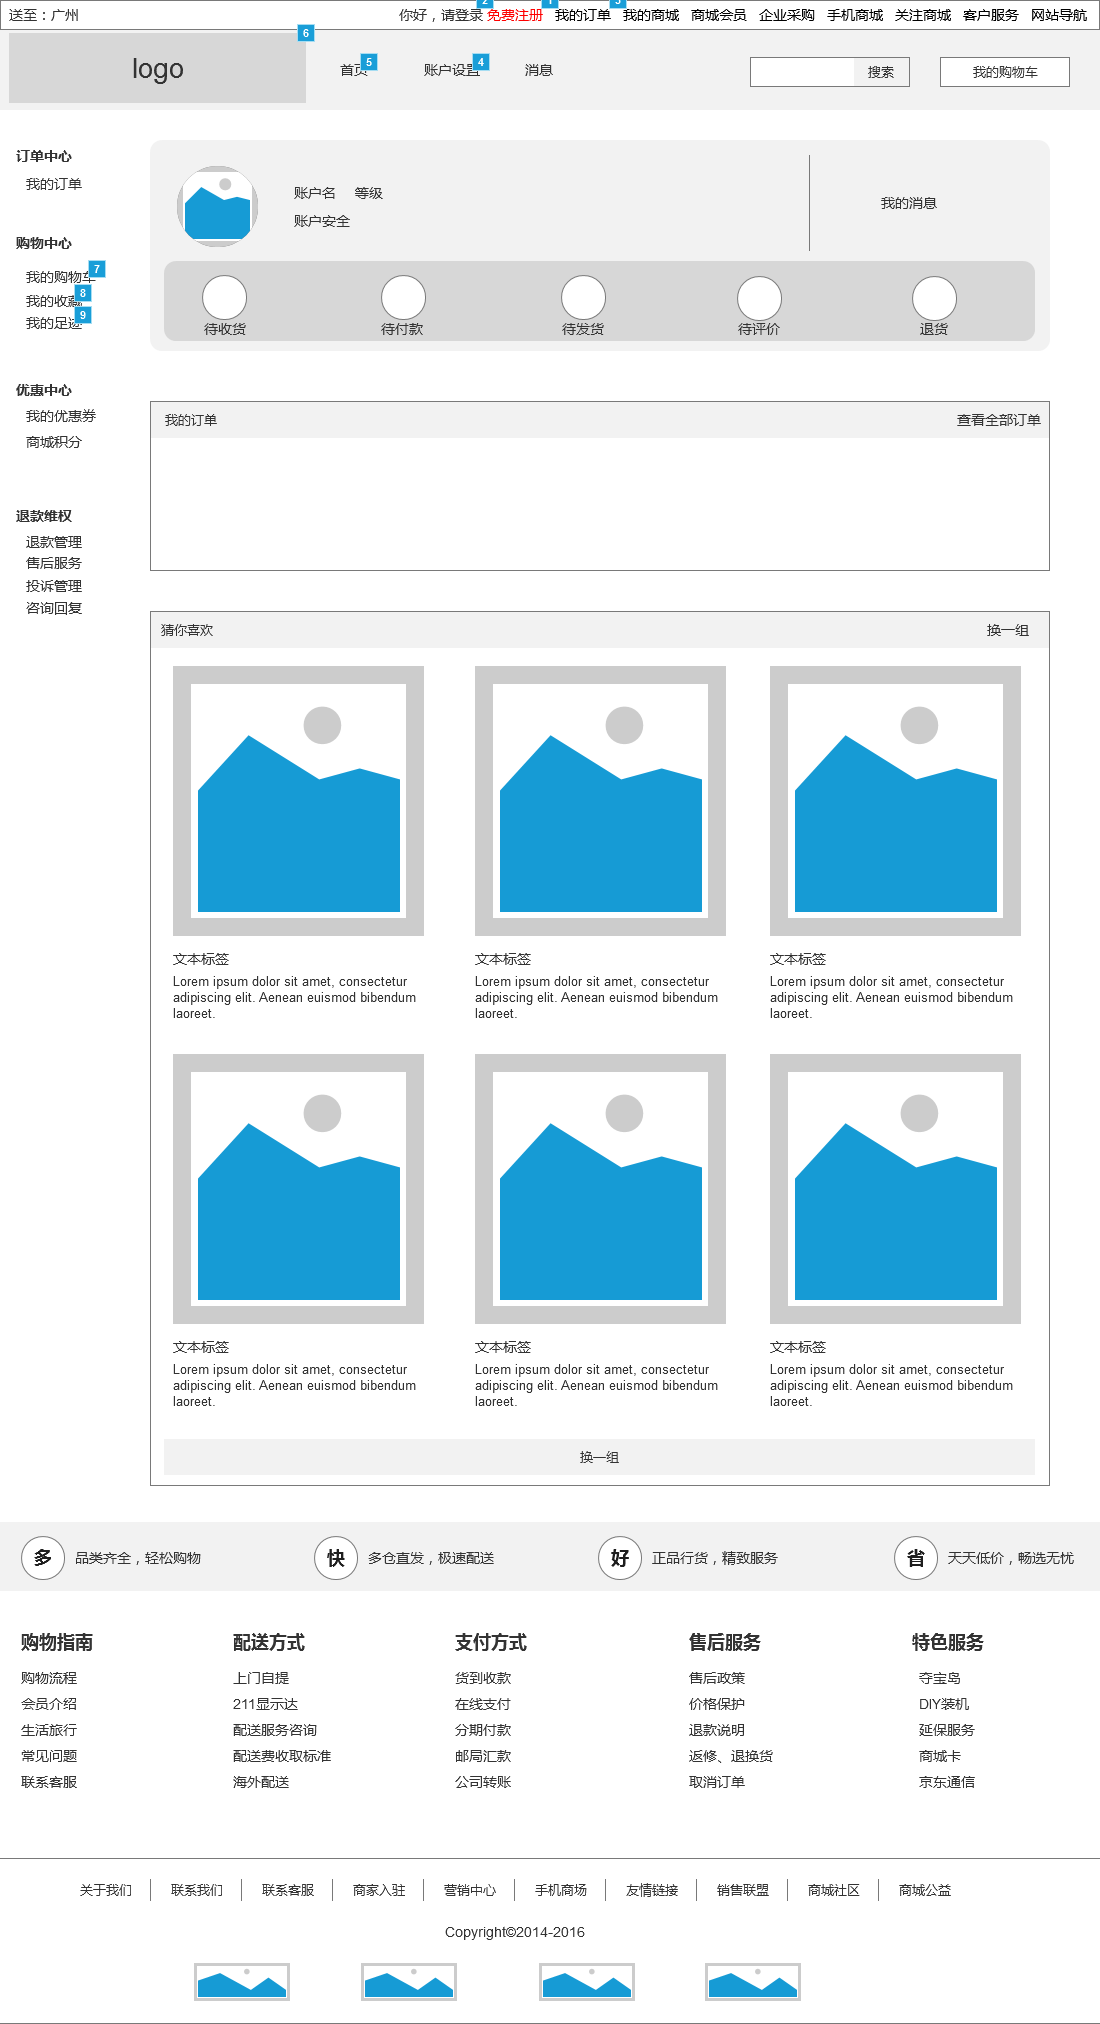 送至：广州
你好，请登录 免费注册 我的订单 我的商城 商城会员 企业采购 手机商城 关注商城 客户服务 网站导航
logo
6
首页 5
账户设置 4
消息
搜索
我的购物车
订单中心
我的订单
购物中心
我的购物车 7
我的收藏 8
我的足迹 9
优惠中心
我的优惠券
商城积分
退款维权
退款管理
售后服务
投诉管理
咨询回复
账户名 等级
账户安全
我的消息
待收货 待付款 待发货 待评价 退货
我的订单 查看全部订单
猜你喜欢 换一组
文本标签
Lorem ipsum dolor sit amet, consectetur
adipiscing elit. Aenean euismod bibendum
laoreet.
文本标签
Lorem ipsum dolor sit amet, consectetur
adipiscing elit. Aenean euismod bibendum
laoreet.
文本标签
Lorem ipsum dolor sit amet, consectetur
adipiscing elit. Aenean euismod bibendum
laoreet.
文本标签
Lorem ipsum dolor sit amet, consectetur
adipiscing elit. Aenean euismod bibendum
laoreet.
文本标签
Lorem ipsum dolor sit amet, consectetur
adipiscing elit. Aenean euismod bibendum
laoreet.
文本标签
Lorem ipsum dolor sit amet, consectetur
adipiscing elit. Aenean euismod bibendum
laoreet.
换一组
多 品类齐全，轻松购物
快 多仓直发，极速配送
好 正品行货，精致服务
省 天天低价，畅选无忧
购物指南
购物流程
会员介绍
生活旅行
常见问题
联系客服
配送方式
上门自提
211显示达
配送服务咨询
配送费收取标准
海外配送
支付方式
货到收款
在线支付
分期付款
邮局汇款
公司转账
售后服务
售后政策
价格保护
退款说明
返修、退换货
取消订单
特色服务
夺宝岛
DIY装机
延保服务
商城卡
京东通信
关于我们 联系我们 联系客服 商家入驻 营销中心 手机商场 友情链接 销售联盟 商城社区 商城公益
Copyright©2014-2016